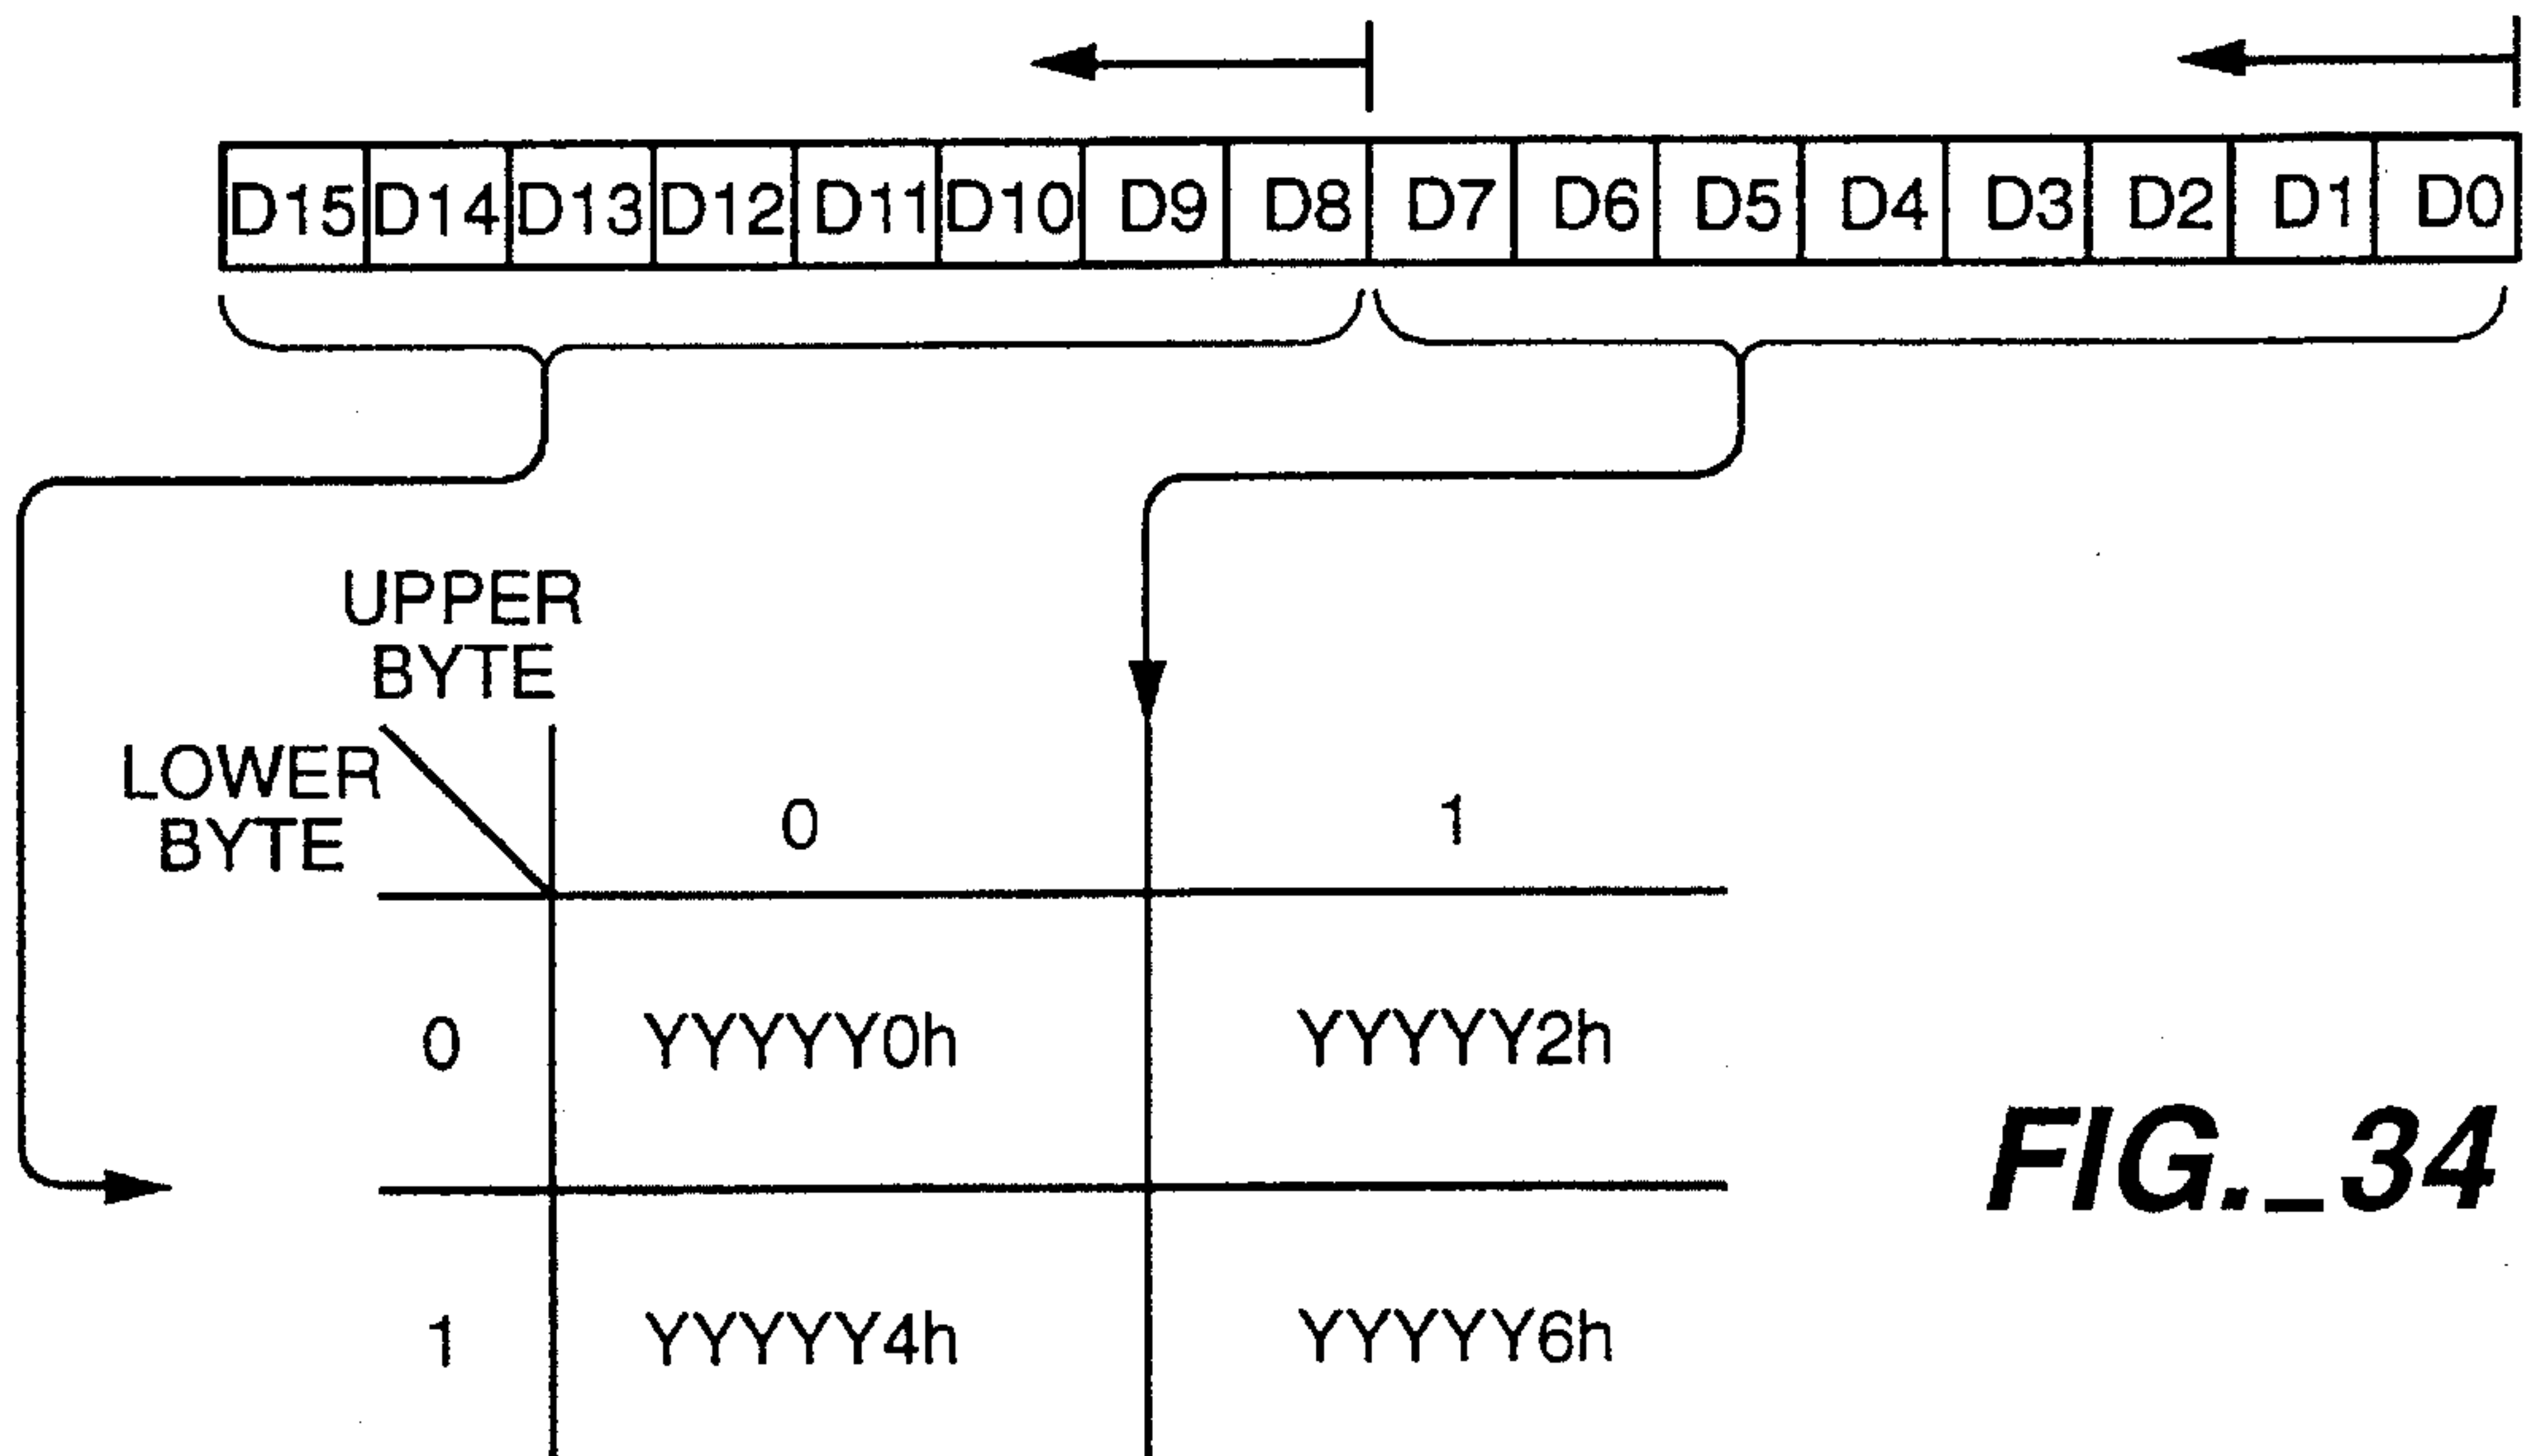 D15 D14 D13 D12 D11 D10 D9 D8 D7 D6 D5 D4 D3 D2 D1 D0
UPPER
BYTE
LOWER
BYTE
0 1
0 YYYYY0h YYYYY2h
1 YYYYY4h YYYYY6h
FIG._34